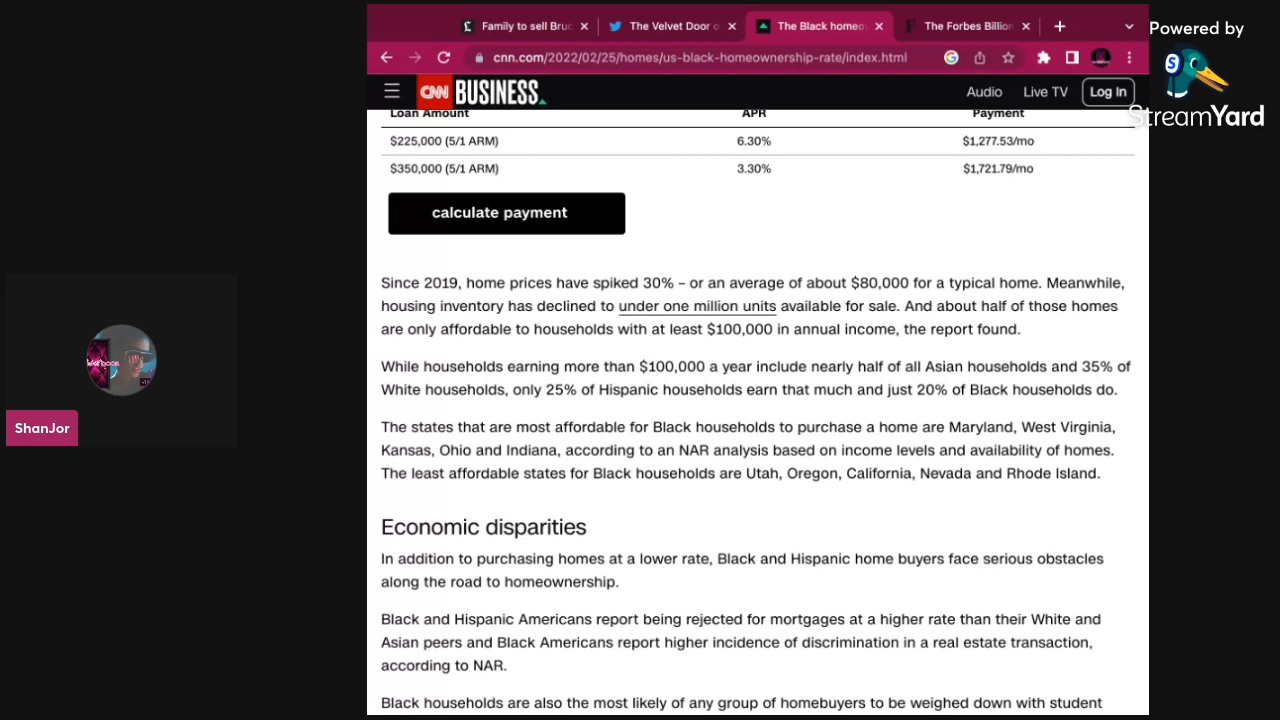 Family to sell Bruc
The Velvet Door o
The Black homeo
The Forbes Billion
Powered by
StreamYard
cnn.com/2022/02/25/homes/us-black-homeownership-rate/index.html
CNN BUSINESS
Audio
Live TV
Log In
Loan Amount APR Payment
$225,000 (5/1 ARM) 6.30% $1,277.53/mo
$350,000 (5/1 ARM) 3.30% $1,721.79/mo
calculate payment
Since 2019, home prices have spiked 30% – or an average of about $80,000 for a typical home. Meanwhile,
housing inventory has declined to under one million units available for sale. And about half of those homes
are only affordable to households with at least $100,000 in annual income, the report found.
While households earning more than $100,000 a year include nearly half of all Asian households and 35% of
White households, only 25% of Hispanic households earn that much and just 20% of Black households do.
ShanJor
The states that are most affordable for Black households to purchase a home are Maryland, West Virginia,
Kansas, Ohio and Indiana, according to an NAR analysis based on income levels and availability of homes.
The least affordable states for Black households are Utah, Oregon, California, Nevada and Rhode Island.
Economic disparities
In addition to purchasing homes at a lower rate, Black and Hispanic home buyers face serious obstacles
along the road to homeownership.
Black and Hispanic Americans report being rejected for mortgages at a higher rate than their White and
Asian peers and Black Americans report higher incidence of discrimination in a real estate transaction,
according to NAR.
Black households are also the most likely of any group of homebuyers to be weighed down with student